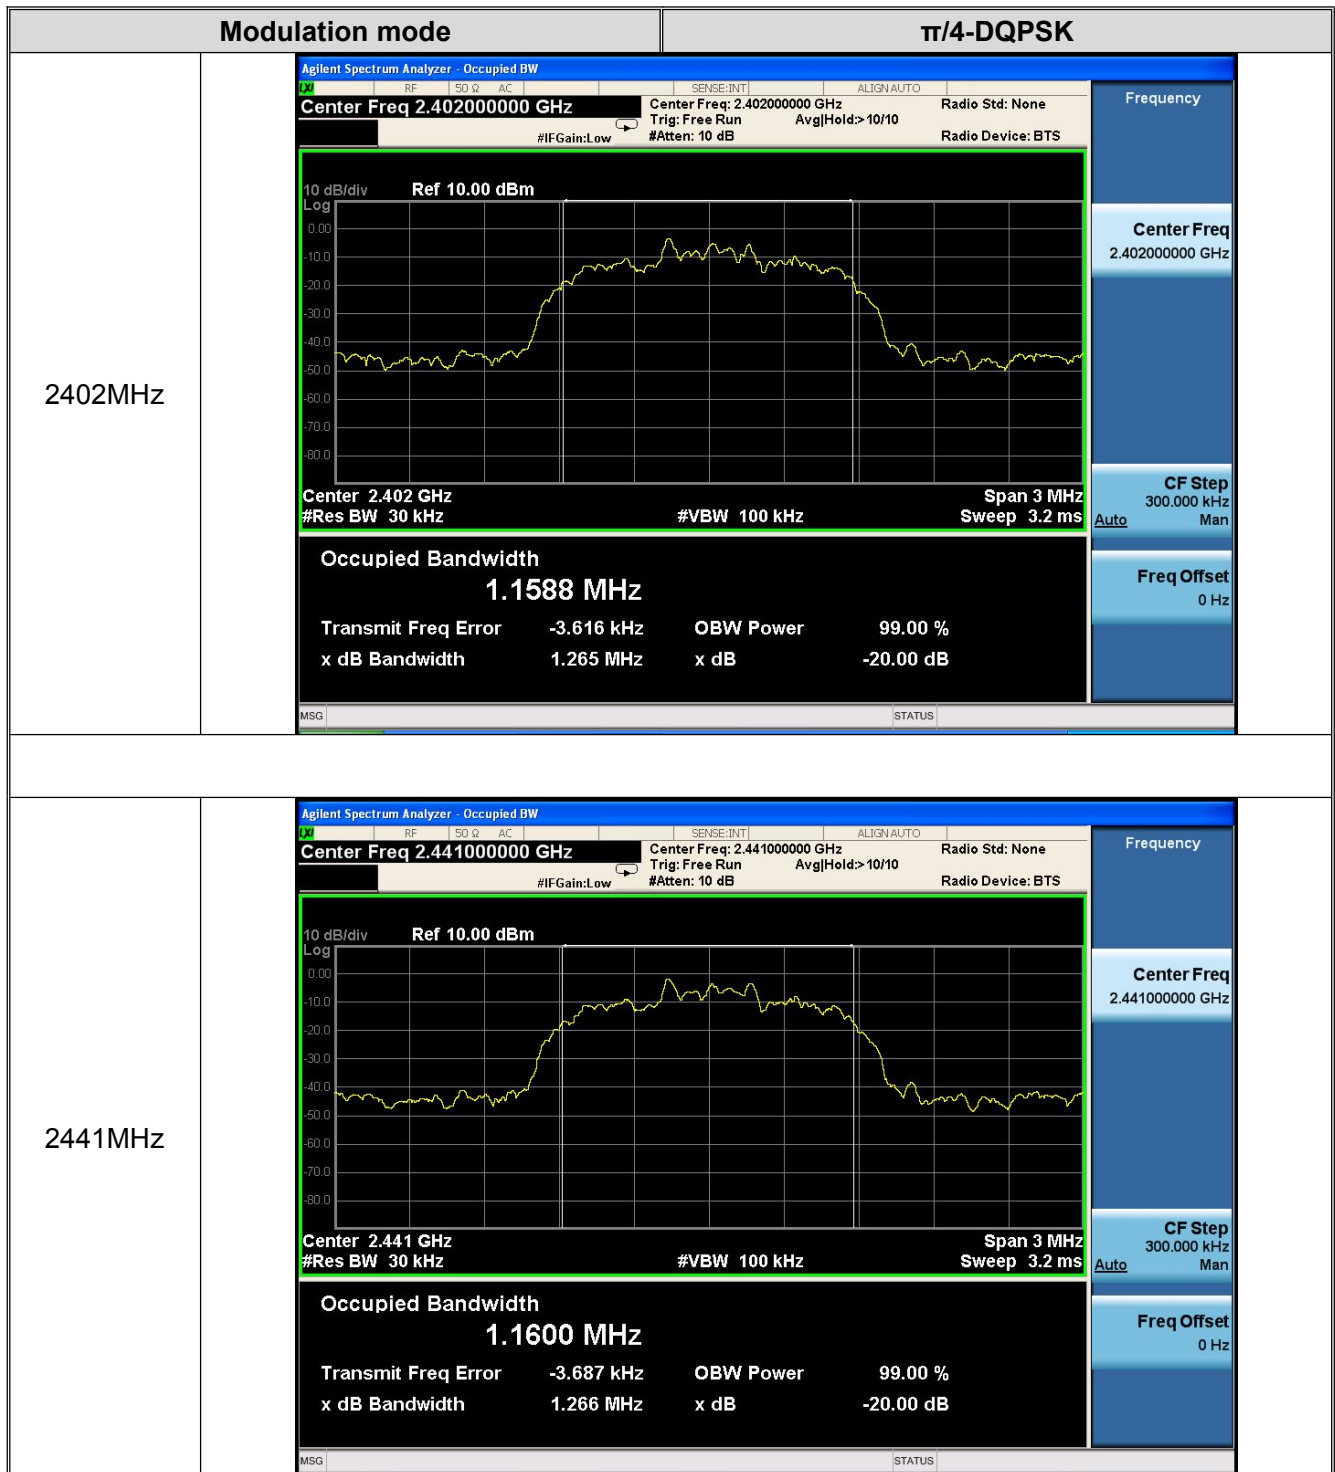 Modulation mode π/4-DQPSK
2402MHz
Agilent Spectrum Analyzer - Occupied BW
LXI RF 50 Ω AC SENSE:INT ALIGN AUTO
Center Freq 2.402000000 GHz Center Freq: 2.402000000 GHz Radio Std: None
Trig: Free Run Avg|Hold:>10/10
#IFGain:Low #Atten: 10 dB Radio Device: BTS
10 dB/div Ref 10.00 dBm
Log
0.00
-10.0
-20.0
-30.0
-40.0
-50.0
-60.0
-70.0
-80.0
Center 2.402 GHz Span 3 MHz
#Res BW 30 kHz #VBW 100 kHz Sweep 3.2 ms
Occupied Bandwidth
1.1588 MHz
Transmit Freq Error -3.616 kHz OBW Power 99.00 %
x dB Bandwidth 1.265 MHz x dB -20.00 dB
MSG STATUS
Frequency
Center Freq
2.402000000 GHz
CF Step
300.000 kHz
Auto Man
Freq Offset
0 Hz
2441MHz
Agilent Spectrum Analyzer - Occupied BW
LXI RF 50 Ω AC SENSE:INT ALIGN AUTO
Center Freq 2.441000000 GHz Center Freq: 2.441000000 GHz Radio Std: None
Trig: Free Run Avg|Hold:>10/10
#IFGain:Low #Atten: 10 dB Radio Device: BTS
10 dB/div Ref 10.00 dBm
Log
0.00
-10.0
-20.0
-30.0
-40.0
-50.0
-60.0
-70.0
-80.0
Center 2.441 GHz Span 3 MHz
#Res BW 30 kHz #VBW 100 kHz Sweep 3.2 ms
Occupied Bandwidth
1.1600 MHz
Transmit Freq Error -3.687 kHz OBW Power 99.00 %
x dB Bandwidth 1.266 MHz x dB -20.00 dB
MSG STATUS
Frequency
Center Freq
2.441000000 GHz
CF Step
300.000 kHz
Auto Man
Freq Offset
0 Hz